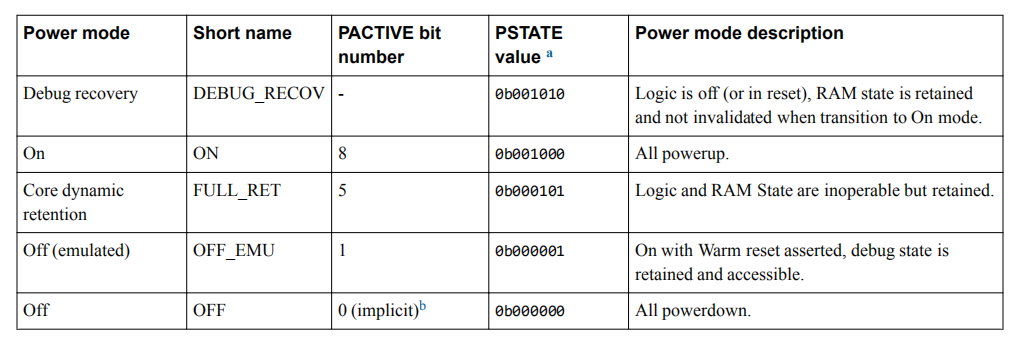 Power mode Short name PACTIVE bit number PSTATE value a Power mode description
Debug recovery DEBUG_RECOV - 0b001010 Logic is off (or in reset), RAM state is retained and not invalidated when transition to On mode.
On ON 8 0b001000 All powerup.
Core dynamic retention FULL_RET 5 0b000101 Logic and RAM State are inoperable but retained.
Off (emulated) OFF_EMU 1 0b000001 On with Warm reset asserted, debug state is retained and accessible.
Off OFF 0 (implicit)b 0b000000 All powerdown.